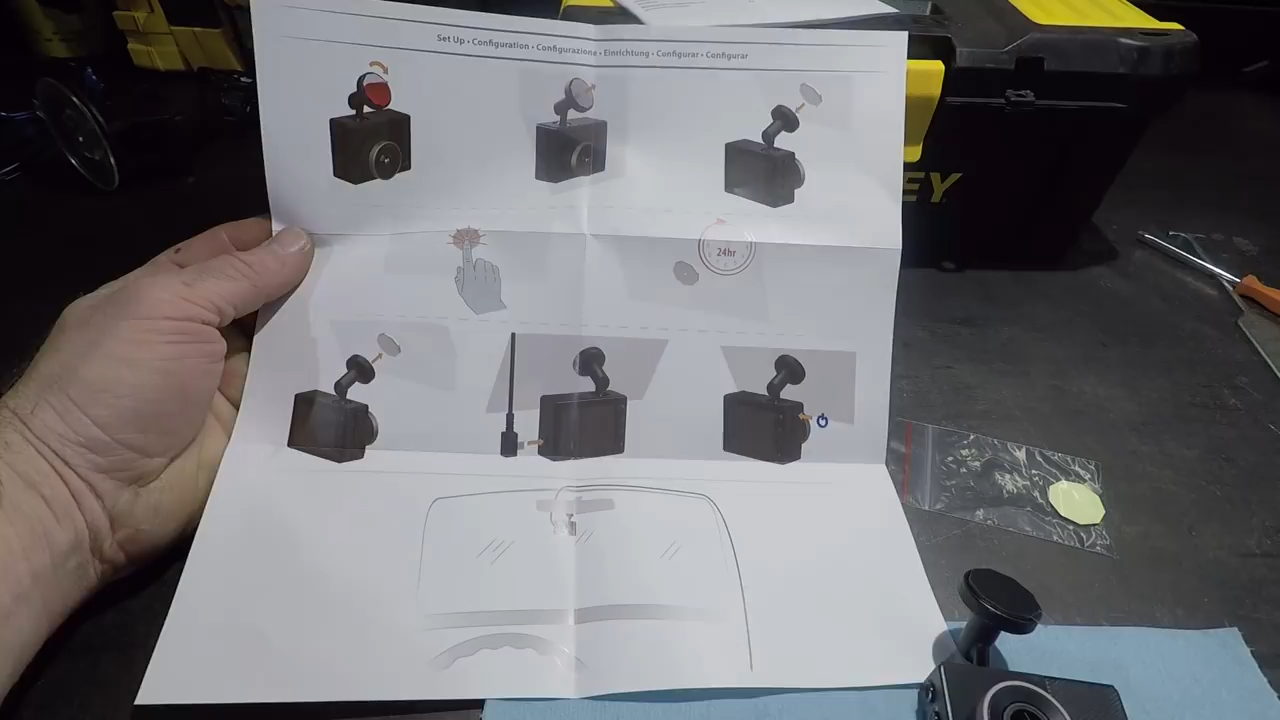 Set Up • Configuration • Configurazione • Einrichtung • Configurar • Configurar
EY
24hr